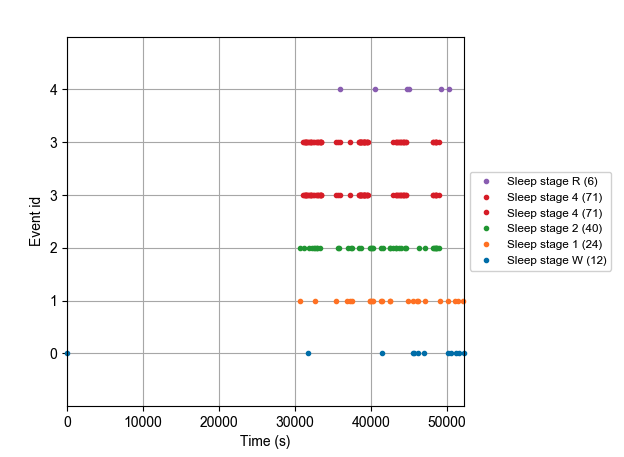 4
3
3
2
1
0
Event id
0 10000 20000 30000 40000 50000
Time (s)
Sleep stage R (6)
Sleep stage 4 (71)
Sleep stage 4 (71)
Sleep stage 2 (40)
Sleep stage 1 (24)
Sleep stage W (12)